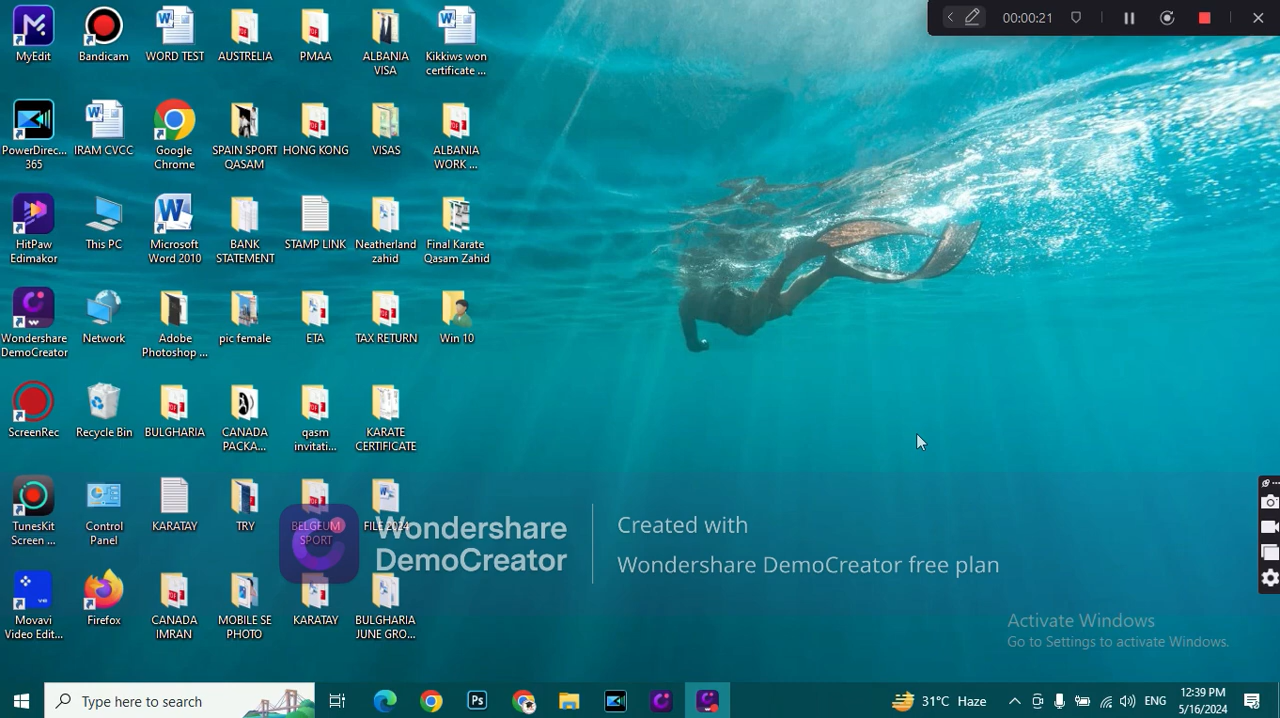 00:00:21
MyEdit
Bandicam
WORD TEST
AUSTRELIA
PMAA
ALBANIA
VISA
Kikkiws won
certificate ...
PowerDirec...
365
IRAM CVCC
Google
Chrome
SPAIN SPORT
QASAM
HONG KONG
VISAS
ALBANIA
WORK ...
HitPaw
Edimakor
This PC
Microsoft
Word 2010
BANK
STATEMENT
STAMP LINK
Neatherland
zahid
Final Karate
Qasam Zahid
Wondershare
DemoCreator
Network
Adobe
Photoshop ...
pic female
ETA
TAX RETURN
Win 10
ScreenRec
Recycle Bin
BULGHARIA
CANADA
PACKA...
qasm
invitati...
KARATE
CERTIFICATE
TunesKit
Screen ...
Control
Panel
KARATAY
TRY
BELGEUM
SPORT
FILE 2024
Wondershare
DemoCreator
Created with
Wondershare DemoCreator free plan
Movavi
Video Edit...
Firefox
CANADA
IMRAN
MOBILE SE
PHOTO
KARATAY
BULGHARIA
JUNE GRO...
Activate Windows
Go to Settings to activate Windows.
Type here to search
Ps
31°C Haze
ENG
12:39 PM
5/16/2024